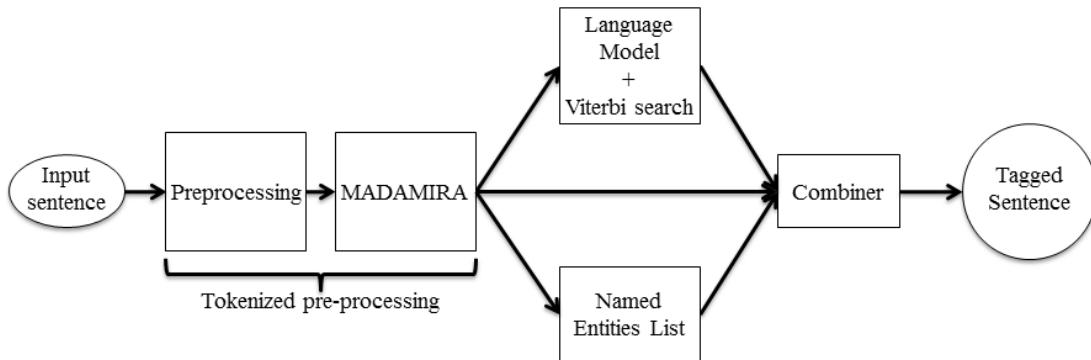 Language
Model
+
Viterbi search
Input
sentence
Preprocessing
MADAMIRA
Combiner
Tagged
Sentence
Tokenized pre-processing
Named
Entities List